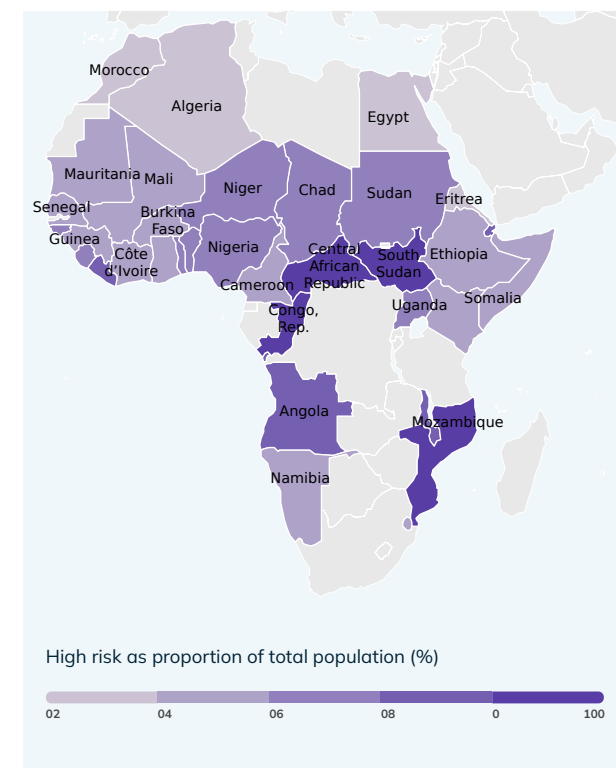 Morocco
Algeria
Egypt
Mauritania
Mali
Niger
Chad
Sudan
Eritrea
Senegal
Burkina
Faso
Guinea
Côte
d’Ivoire
Nigeria
Central
African
Republic
South
Sudan
Ethiopia
Cameroon
Somalia
Uganda
Congo,
Rep.
Angola
Mozambique
Namibia
High risk as proportion of total population (%)
02 04 06 08 0 100